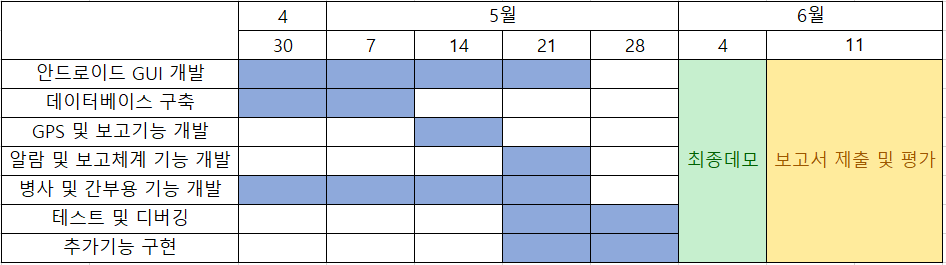 4 5월 6월
30 7 14 21 28 4 11
안드로이드 GUI 개발
데이터베이스 구축
GPS 및 보고기능 개발
알람 및 보고체계 기능 개발
최종데모 보고서 제출 및 평가
병사 및 간부용 기능 개발
테스트 및 디버깅
추가기능 구현